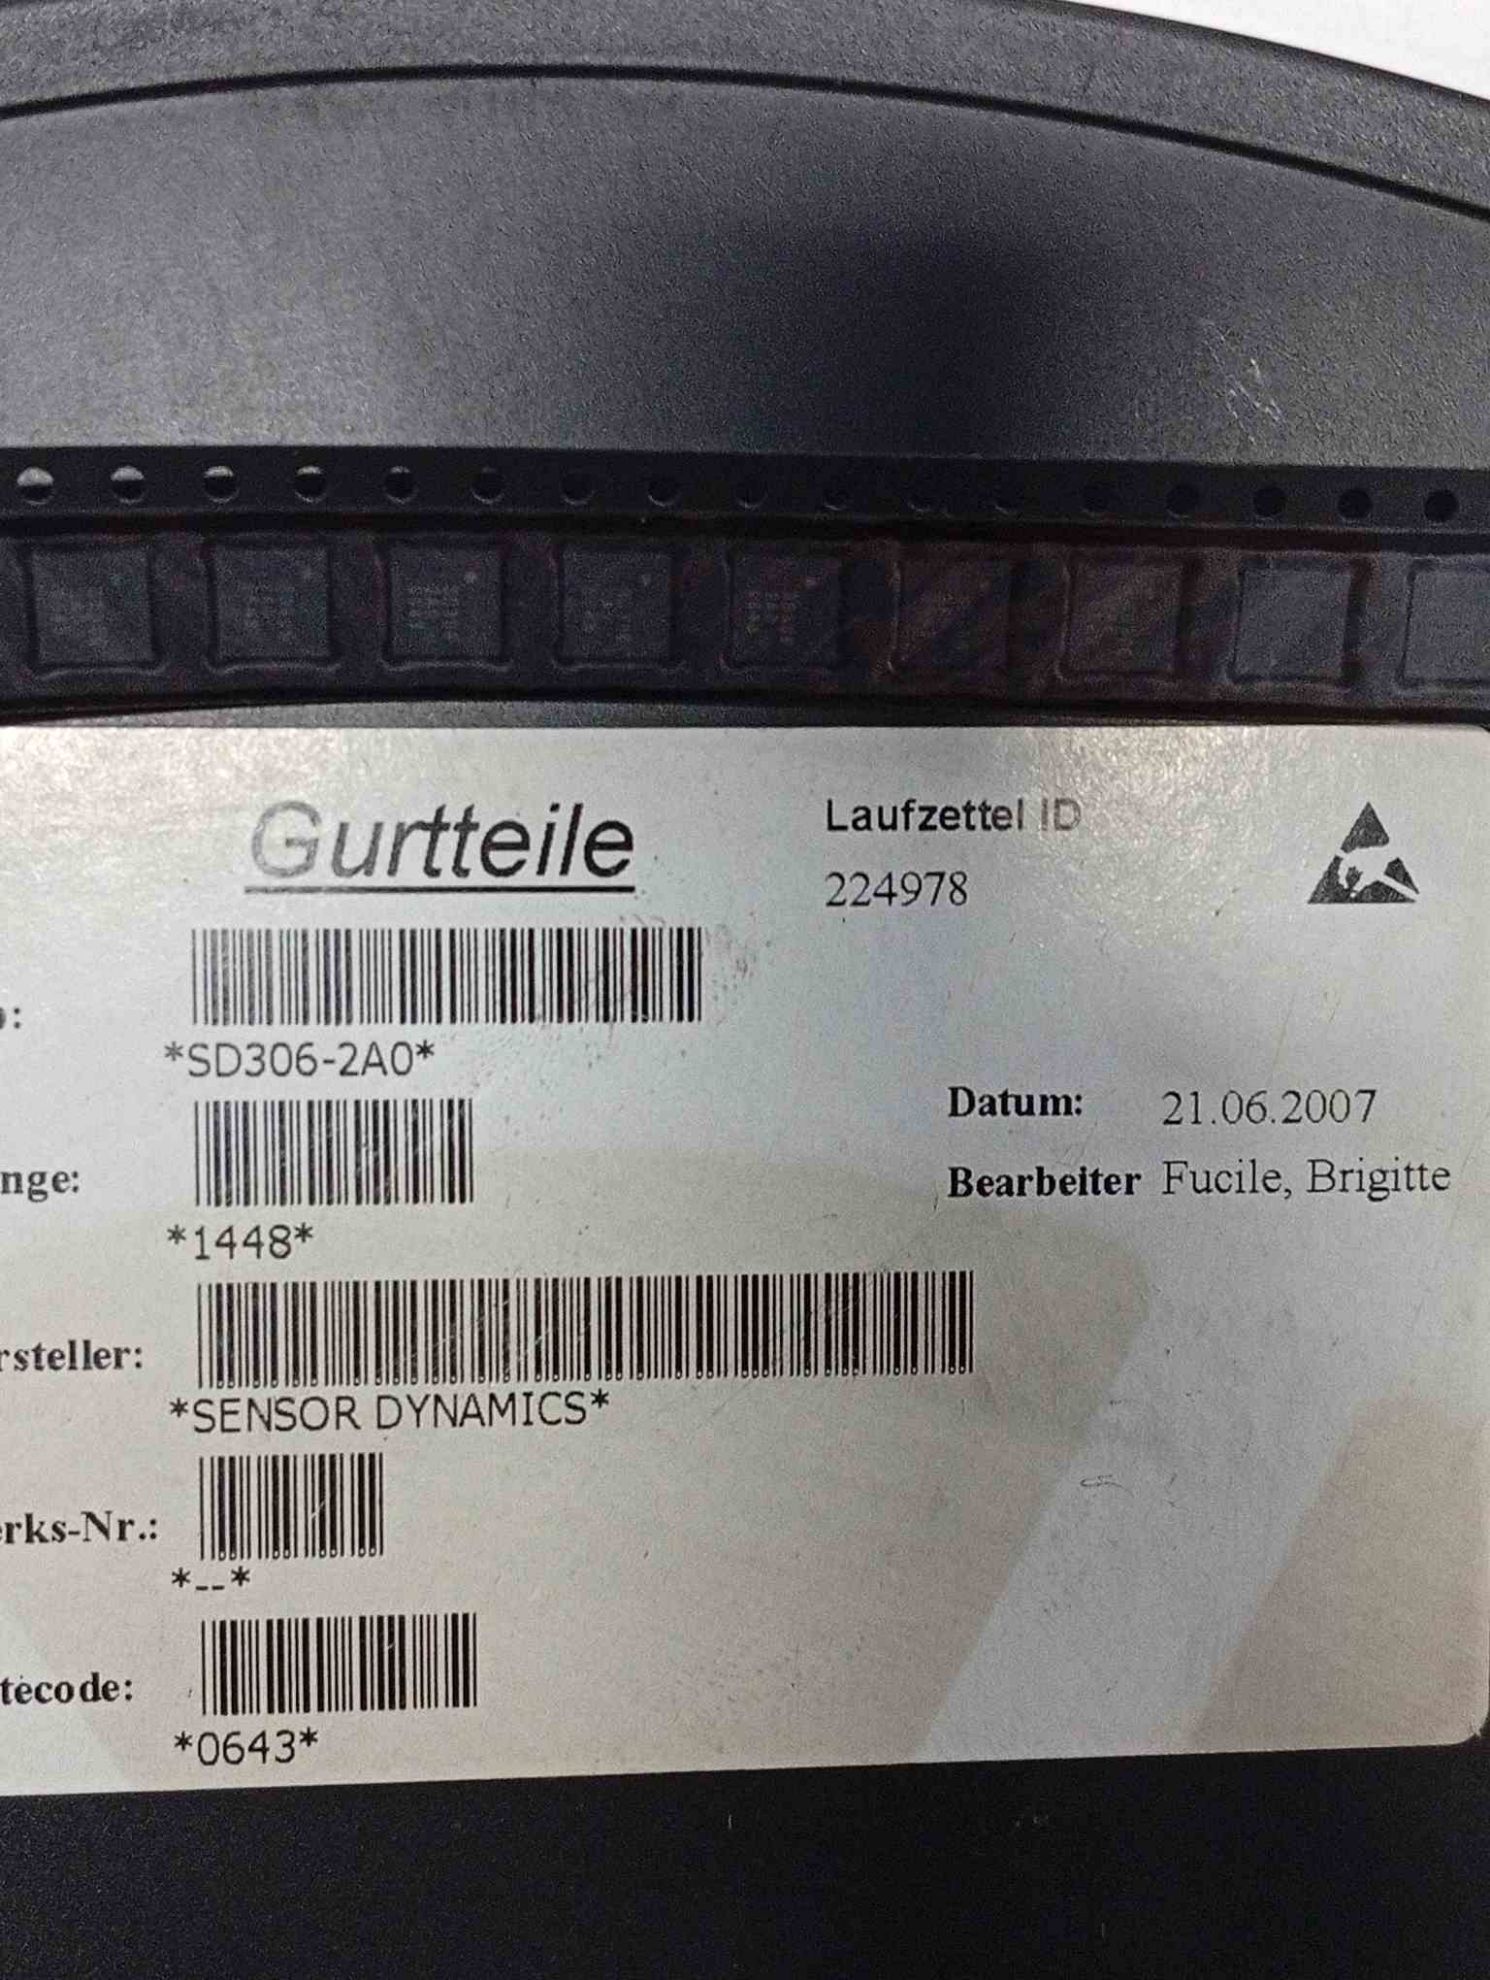 Gurtteile
Laufzettel ID
224978
*SD306-2A0*
Datum: 21.06.2007
nge:
Bearbeiter Fucile, Brigitte
*1448*
rsteller:
*SENSOR DYNAMICS*
erks-Nr.:
*--*
tecode:
*0643*